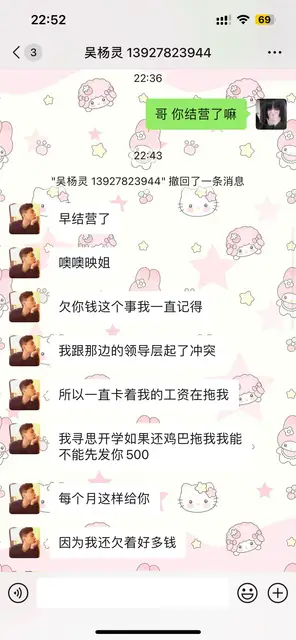 22:52
69
3
吴杨灵 13927823944
22:36
哥 你结营了嘛
22:43
"吴杨灵 13927823944" 撤回了一条消息
早结营了
噢噢映姐
欠你钱这个事我一直记得
我跟那边的领导层起了冲突
所以一直卡着我的工资在拖我
我寻思开学如果还鸡巴拖我我能
不能先发你500
每个月这样给你
因为我还欠着好多钱